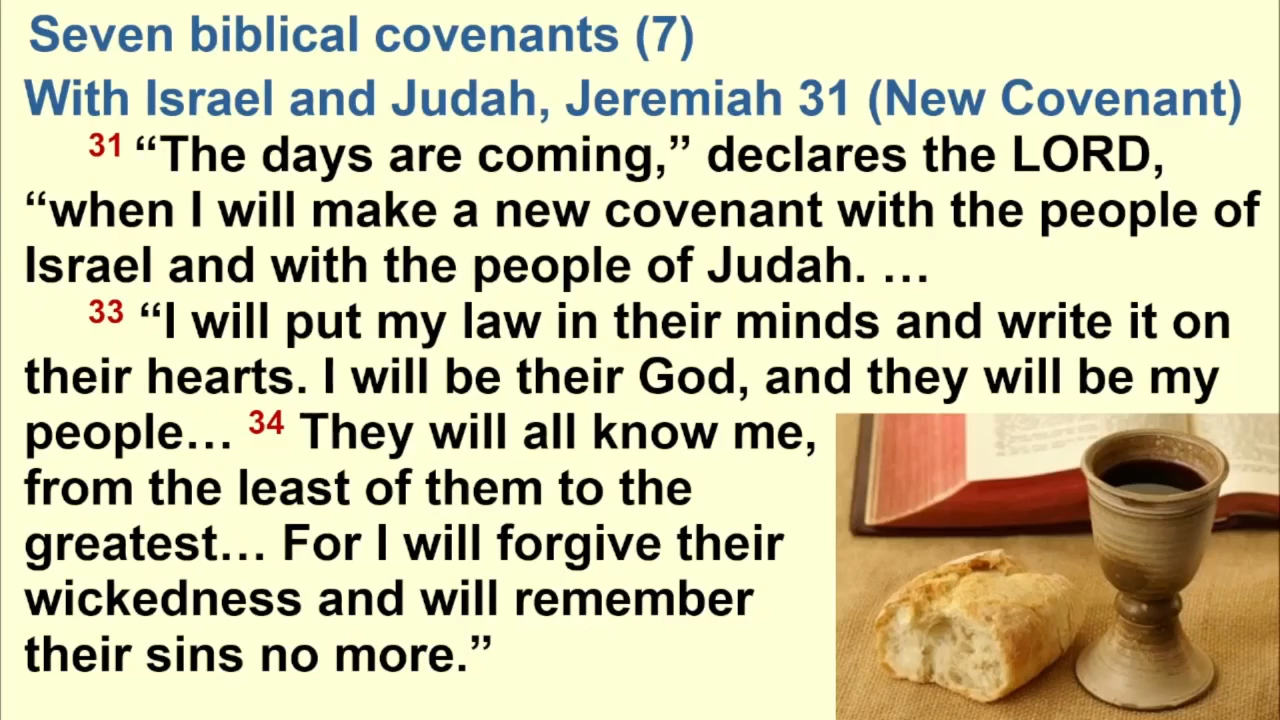 Seven biblical covenants (7)
With Israel and Judah, Jeremiah 31 (New Covenant)
31 “The days are coming,” declares the LORD,
“when I will make a new covenant with the people of
Israel and with the people of Judah. …
33 “I will put my law in their minds and write it on
their hearts. I will be their God, and they will be my
people… 34 They will all know me,
from the least of them to the
greatest… For I will forgive their
wickedness and will remember
their sins no more.”